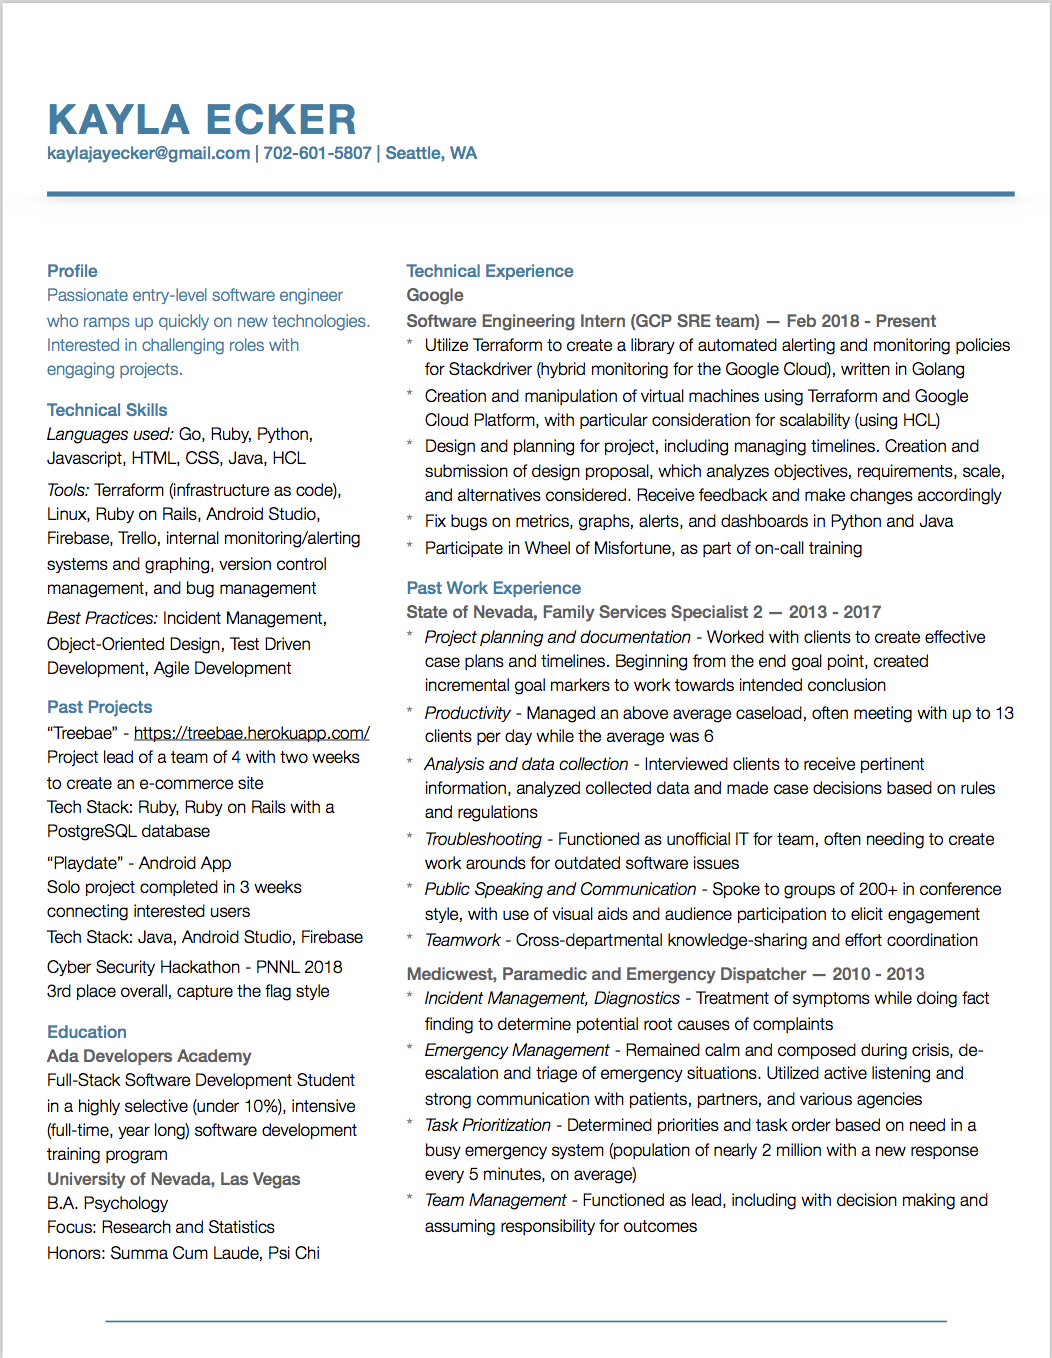 KAYLA ECKER
kaylajayecker@gmail.com | 702-601-5807 | Seattle, WA
Profile
Passionate entry-level software engineer
who ramps up quickly on new technologies.
Interested in challenging roles with
engaging projects.
Technical Skills
Languages used: Go, Ruby, Python,
Javascript, HTML, CSS, Java, HCL
Tools: Terraform (infrastructure as code),
Linux, Ruby on Rails, Android Studio,
Firebase, Trello, internal monitoring/alerting
systems and graphing, version control
management, and bug management
Best Practices: Incident Management,
Object-Oriented Design, Test Driven
Development, Agile Development
Past Projects
“Treebae” - https://treebae.herokuapp.com/
Project lead of a team of 4 with two weeks
to create an e-commerce site
Tech Stack: Ruby, Ruby on Rails with a
PostgreSQL database
“Playdate” - Android App
Solo project completed in 3 weeks
connecting interested users
Tech Stack: Java, Android Studio, Firebase
Cyber Security Hackathon - PNNL 2018
3rd place overall, capture the flag style
Education
Ada Developers Academy
Full-Stack Software Development Student
in a highly selective (under 10%), intensive
(full-time, year long) software development
training program
University of Nevada, Las Vegas
B.A. Psychology
Focus: Research and Statistics
Honors: Summa Cum Laude, Psi Chi
Technical Experience
Google
Software Engineering Intern (GCP SRE team) — Feb 2018 - Present
* Utilize Terraform to create a library of automated alerting and monitoring policies
for Stackdriver (hybrid monitoring for the Google Cloud), written in Golang
* Creation and manipulation of virtual machines using Terraform and Google
Cloud Platform, with particular consideration for scalability (using HCL)
* Design and planning for project, including managing timelines. Creation and
submission of design proposal, which analyzes objectives, requirements, scale,
and alternatives considered. Receive feedback and make changes accordingly
* Fix bugs on metrics, graphs, alerts, and dashboards in Python and Java
* Participate in Wheel of Misfortune, as part of on-call training
Past Work Experience
State of Nevada, Family Services Specialist 2 — 2013 - 2017
* Project planning and documentation - Worked with clients to create effective
case plans and timelines. Beginning from the end goal point, created
incremental goal markers to work towards intended conclusion
* Productivity - Managed an above average caseload, often meeting with up to 13
clients per day while the average was 6
* Analysis and data collection - Interviewed clients to receive pertinent
information, analyzed collected data and made case decisions based on rules
and regulations
* Troubleshooting - Functioned as unofficial IT for team, often needing to create
work arounds for outdated software issues
* Public Speaking and Communication - Spoke to groups of 200+ in conference
style, with use of visual aids and audience participation to elicit engagement
* Teamwork - Cross-departmental knowledge-sharing and effort coordination
Medicwest, Paramedic and Emergency Dispatcher — 2010 - 2013
* Incident Management, Diagnostics - Treatment of symptoms while doing fact
finding to determine potential root causes of complaints
* Emergency Management - Remained calm and composed during crisis, de-
escalation and triage of emergency situations. Utilized active listening and
strong communication with patients, partners, and various agencies
* Task Prioritization - Determined priorities and task order based on need in a
busy emergency system (population of nearly 2 million with a new response
every 5 minutes, on average)
* Team Management - Functioned as lead, including with decision making and
assuming responsibility for outcomes